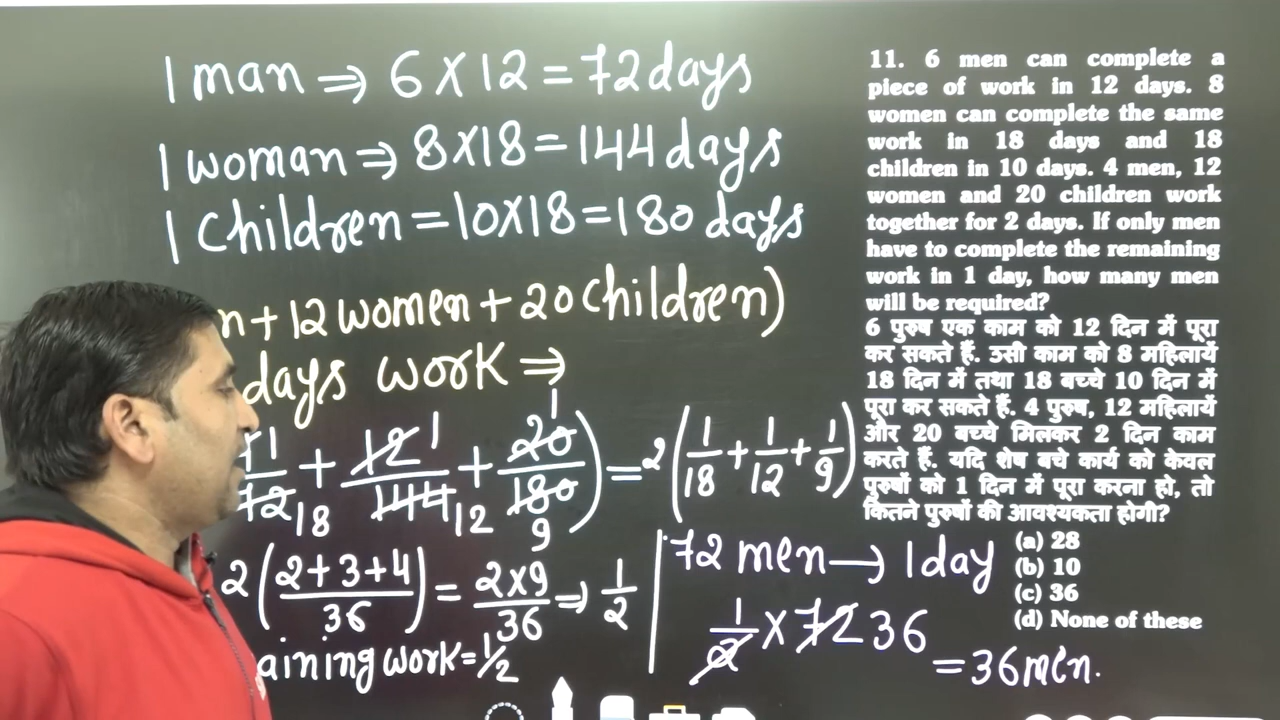 1 man ⇒ 6 X 12 = 72 days
1 woman ⇒ 8X18 = 144 days
1 Children = 10X18 = 180 days
n + 12 women + 20 Children)
days work ⇒
1/18 + 12 1/144 12 + 20 1/180 9) = 2(1/18 + 1/12 + 1/9)
2(2+3+4/36) = 2X9/36 ⇒ 1/2
aining work = 1/2
72 men → 1 day
1/2 X 72 36
= 36 men.
11. 6 men can complete a
piece of work in 12 days. 8
women can complete the same
work in 18 days and 18
children in 10 days. 4 men, 12
women and 20 children work
together for 2 days. If only men
have to complete the remaining
work in 1 day, how many men
will be required?
6 पुरुष एक काम को 12 दिन में पूरा
कर सकते हैं. उसी काम को 8 महिलायें
18 दिन में तथा 18 बच्चे 10 दिन में
पूरा कर सकते हैं. 4 पुरुष, 12 महिलायें
और 20 बच्चे मिलकर 2 दिन काम
करते हैं. यदि शेष बचे कार्य को केवल
पुरुषों को 1 दिन में पूरा करना हो, तो
कितने पुरुषों की आवश्यकता होगी?
(a) 28
(b) 10
(c) 36
(d) None of these